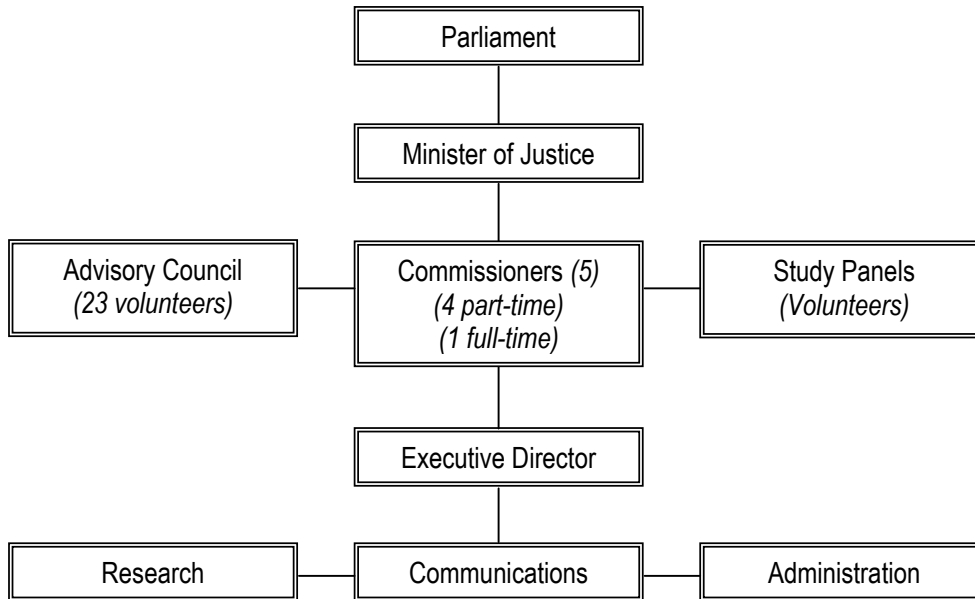 Parliament
Minister of Justice
Advisory Council
(23 volunteers)
Commissioners (5)
(4 part-time)
(1 full-time)
Study Panels
(Volunteers)
Executive Director
Research
Communications
Administration